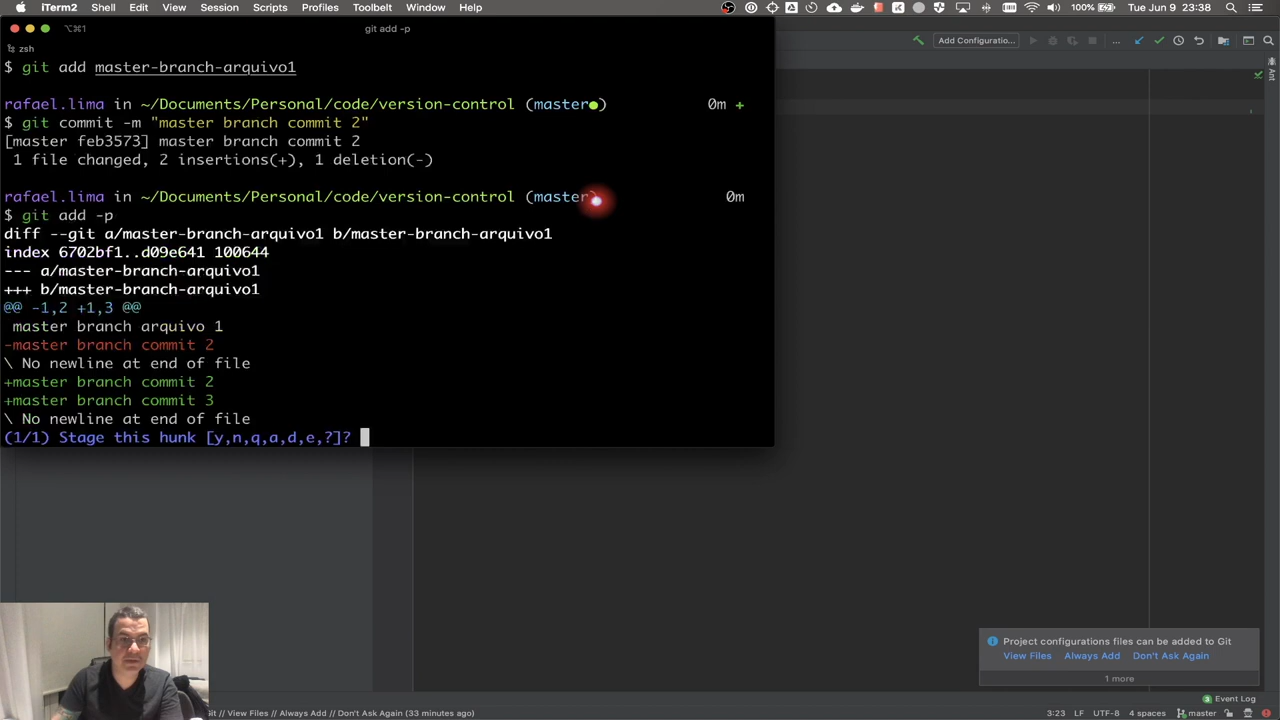 iTerm2 Shell Edit View Session Scripts Profiles Toolbelt Window Help 100% Tue Jun 9 23:38
⌥⌘1 git add -p
zsh
Add Configuratio... ...
$ git add master-branch-arquivo1
Ant
rafael.lima in ~/Documents/Personal/code/version-control (master●) 0m +
$ git commit -m "master branch commit 2"
[master feb3573] master branch commit 2
1 file changed, 2 insertions(+), 1 deletion(-)
rafael.lima in ~/Documents/Personal/code/version-control (master) 0m
$ git add -p
diff --git a/master-branch-arquivo1 b/master-branch-arquivo1
index 6702bf1..d09e641 100644
--- a/master-branch-arquivo1
+++ b/master-branch-arquivo1
@@ -1,2 +1,3 @@
master branch arquivo 1
-master branch commit 2
\ No newline at end of file
+master branch commit 2
+master branch commit 3
\ No newline at end of file
(1/1) Stage this hunk [y,n,q,a,d,e,?]?
Project configurations files can be added to Git
View Files Always Add Don't Ask Again
1 more
3 Event Log
// View Files // Always Add // Don't Ask Again (33 minutes ago) 3:23 LF UTF-8 4 spaces master